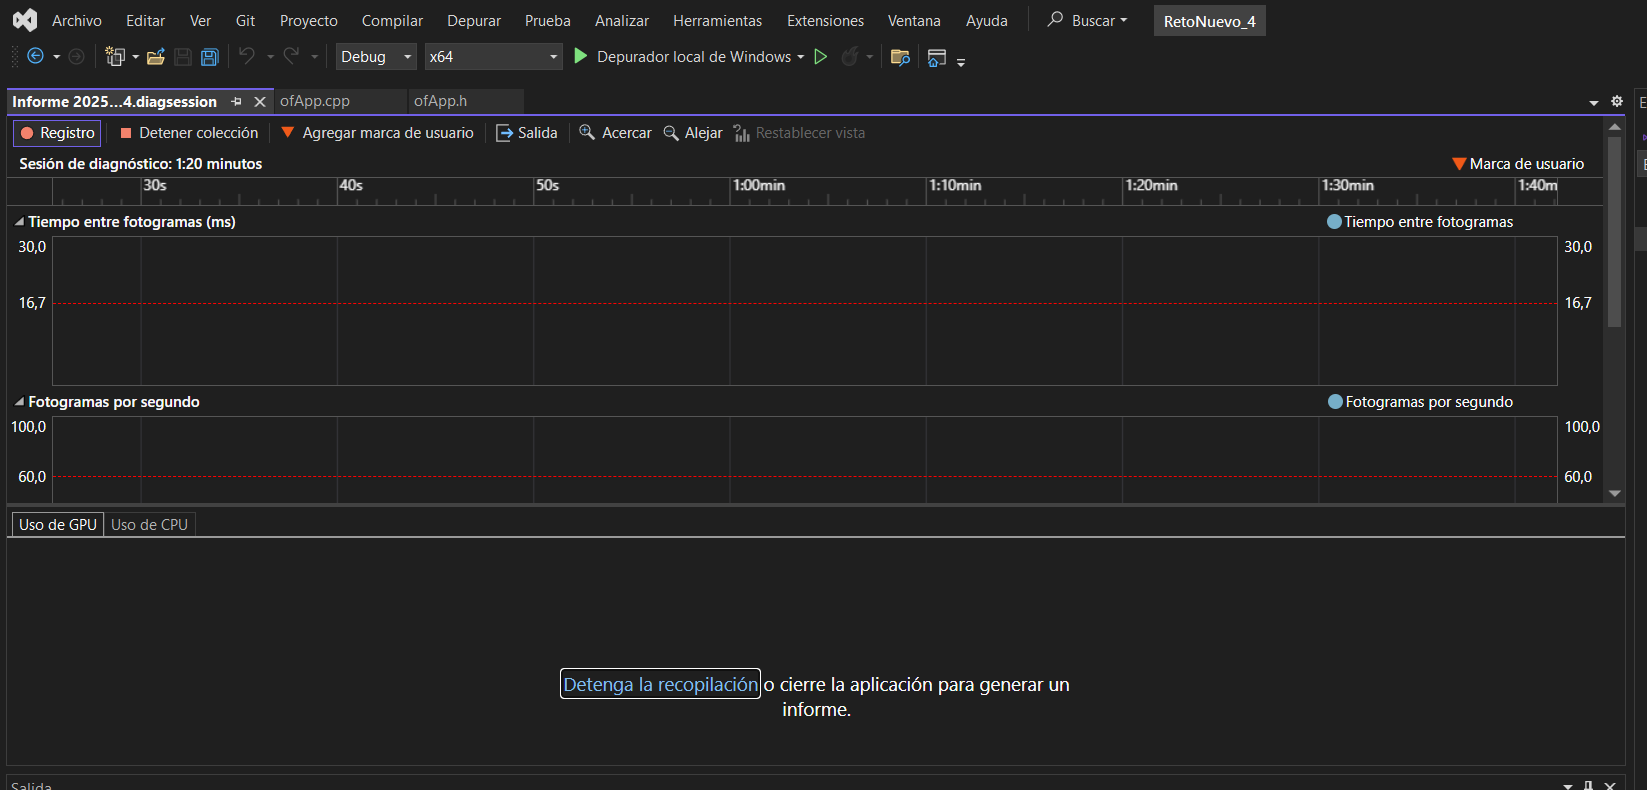 Archivo Editar Ver Git Proyecto Compilar Depurar Prueba Analizar Herramientas Extensiones Ventana Ayuda Buscar RetoNuevo_4
Debug x64 Depurador local de Windows
Informe 2025...4.diagsession ofApp.cpp ofApp.h
Registro Detener colección Agregar marca de usuario Salida Acercar Alejar Restablecer vista
Sesión de diagnóstico: 1:20 minutos Marca de usuario
30s 40s 50s 1:00min 1:10min 1:20min 1:30min 1:40m
Tiempo entre fotogramas (ms) Tiempo entre fotogramas
30,0 30,0
16,7 16,7
Fotogramas por segundo Fotogramas por segundo
100,0 100,0
60,0 60,0
Uso de GPU Uso de CPU
Detenga la recopilación o cierre la aplicación para generar un
informe.
Salida